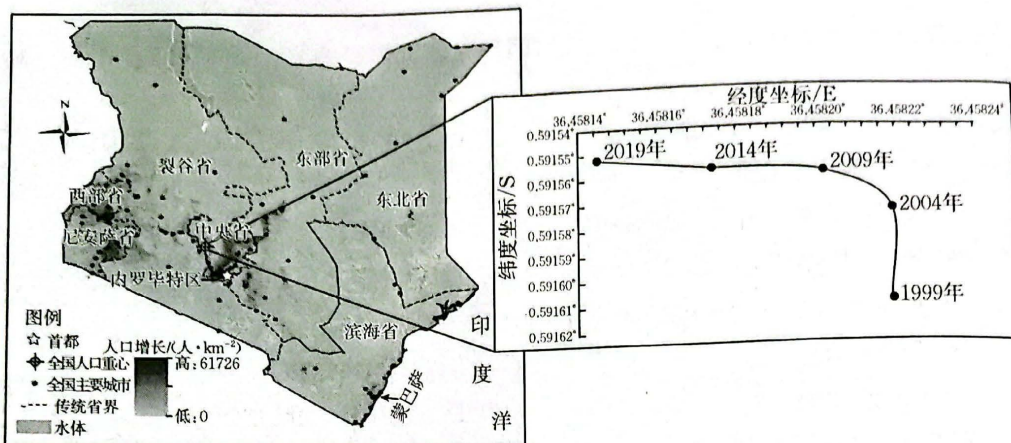 N
裂谷省
东部省
西部省
东北省
尼安萨省
中央省
内罗毕特区
滨海省
印
度
洋
蒙巴萨
图例
首都
全国人口重心
全国主要城市
传统省界
水体
人口增长/(人·km⁻²)
高:61726
低:0
经度坐标/E
36.45814° 36.45816° 36.45818° 36.45820° 36.45822° 36.45824°
纬度坐标/S
0.59154°
0.59155°
0.59156°
0.59157°
0.59158°
0.59159°
0.59160°
0.59161°
0.59162°
2019年
2014年
2009年
2004年
1999年